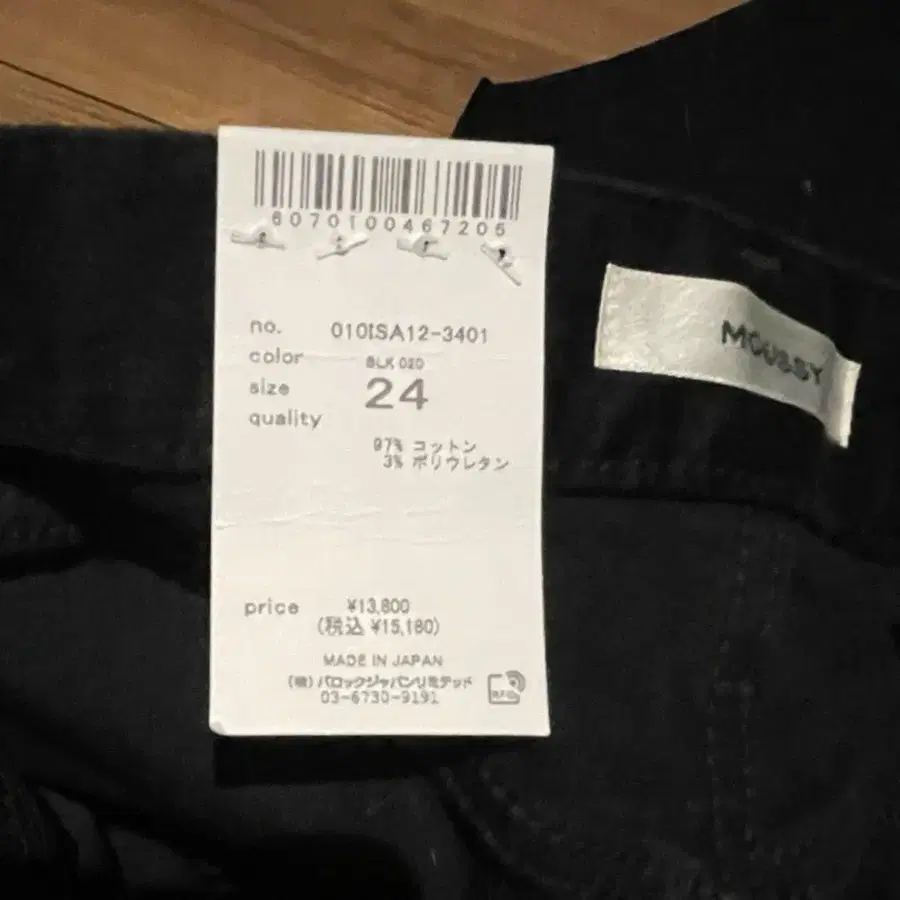 6070100467205
no. 010ISA12-3401
color BLK 020
size 24
quality
97% コットン
3% ポリウレタン
price ¥13,800
(税込 ¥15,180)
MADE IN JAPAN
(株)バロックジャパンリミテッド
03-6730-9191
MOUSSY